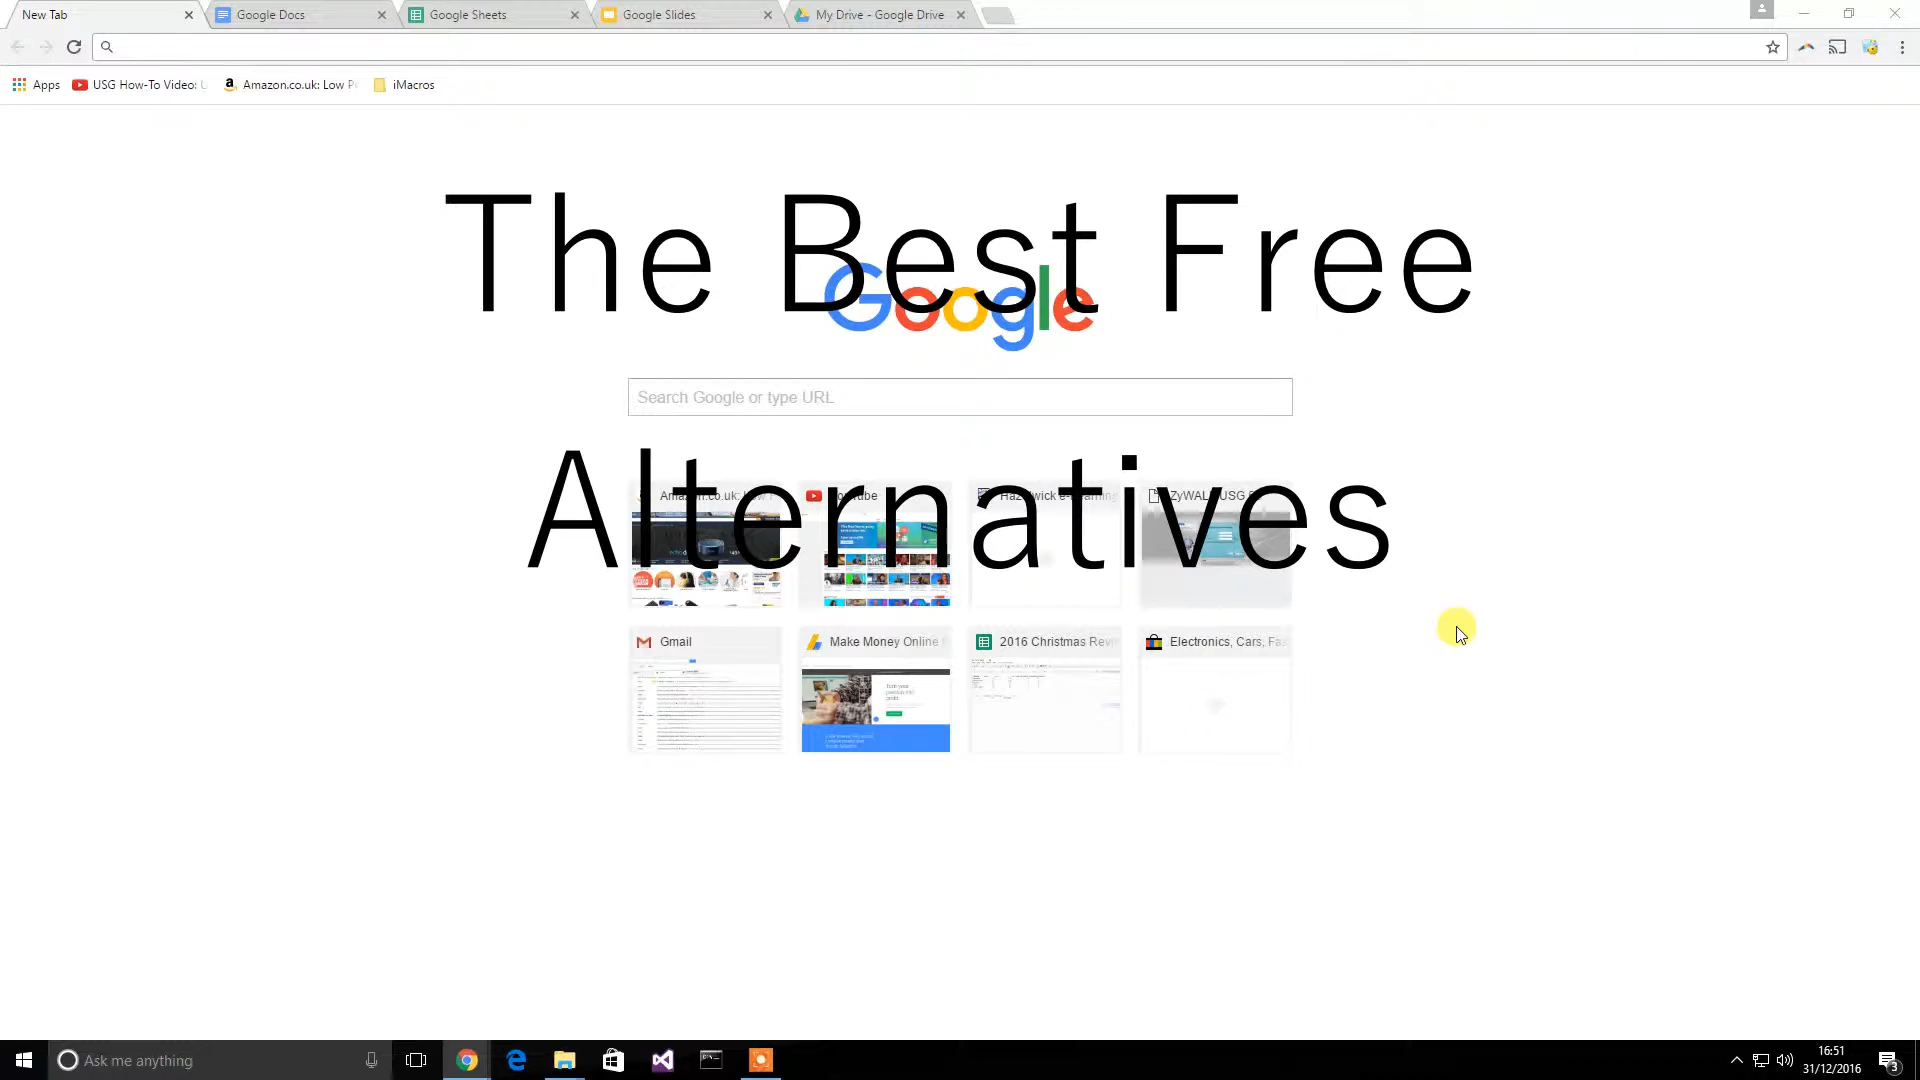 New Tab
Google Docs
Google Sheets
Google Slides
My Drive - Google Drive
Apps
USG How-To Video:
Amazon.co.uk: Low
iMacros
The Best Free
Google
Search Google or type URL
Alternatives
Gmail
Make Money Online
2016 Christmas
Electronics, Cars,
Ask me anything
16:51
31/12/2016
3